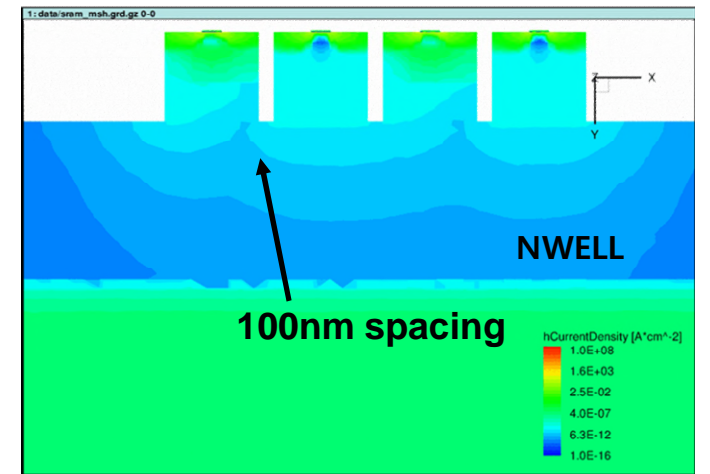 1: data/sram_msh.grd.gz 0-0
Z
X
Y
NWELL
100nm spacing
hCurrentDensity [A*cm^-2]
1.0E+08
1.6E+03
2.5E-02
4.0E-07
6.3E-12
1.0E-16